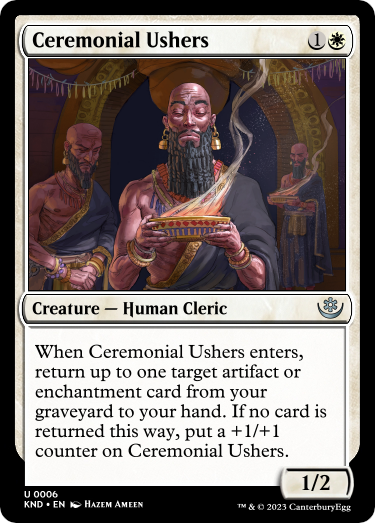 Ceremonial Ushers 1
Creature — Human Cleric
When Ceremonial Ushers enters,
return up to one target artifact or
enchantment card from your
graveyard to your hand. If no card is
returned this way, put a +1/+1
counter on Ceremonial Ushers.
1/2
U 0006
KND • EN Hazem Ameen
™ & © 2023 CanterburyEgg